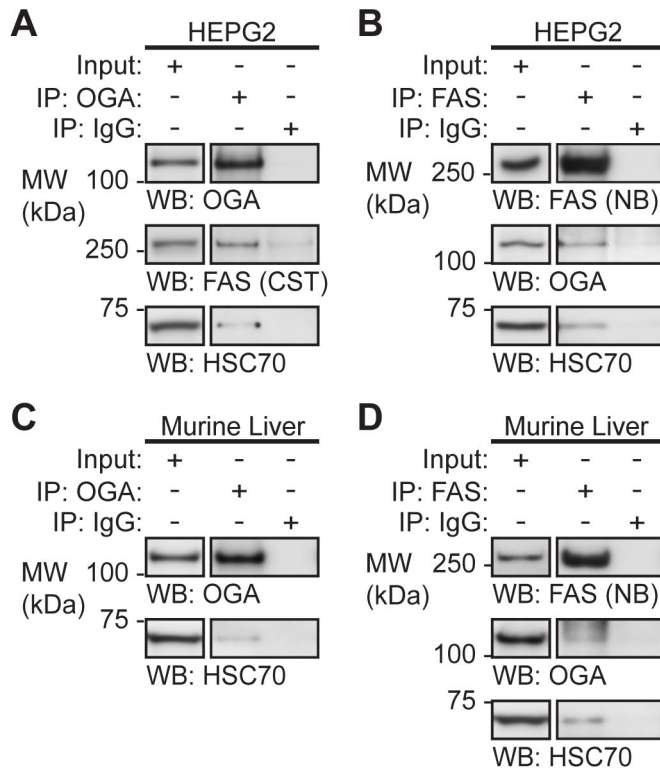 A
HEPG2
Input: + - -
IP: OGA: - + -
IP: IgG: - - +
MW
(kDa)
100 -
WB: OGA
250 -
WB: FAS (CST)
75 -
WB: HSC70
B
HEPG2
Input: + - -
IP: FAS: - + -
IP: IgG: - - +
MW
(kDa)
250 -
WB: FAS (NB)
100 -
WB: OGA
75 -
WB: HSC70
C
Murine Liver
Input: + - -
IP: OGA: - + -
IP: IgG: - - +
MW
(kDa)
100 -
WB: OGA
75 -
WB: HSC70
D
Murine Liver
Input: + - -
IP: FAS: - + -
IP: IgG: - - +
MW
(kDa)
250 -
WB: FAS (NB)
100 -
WB: OGA
75 -
WB: HSC70